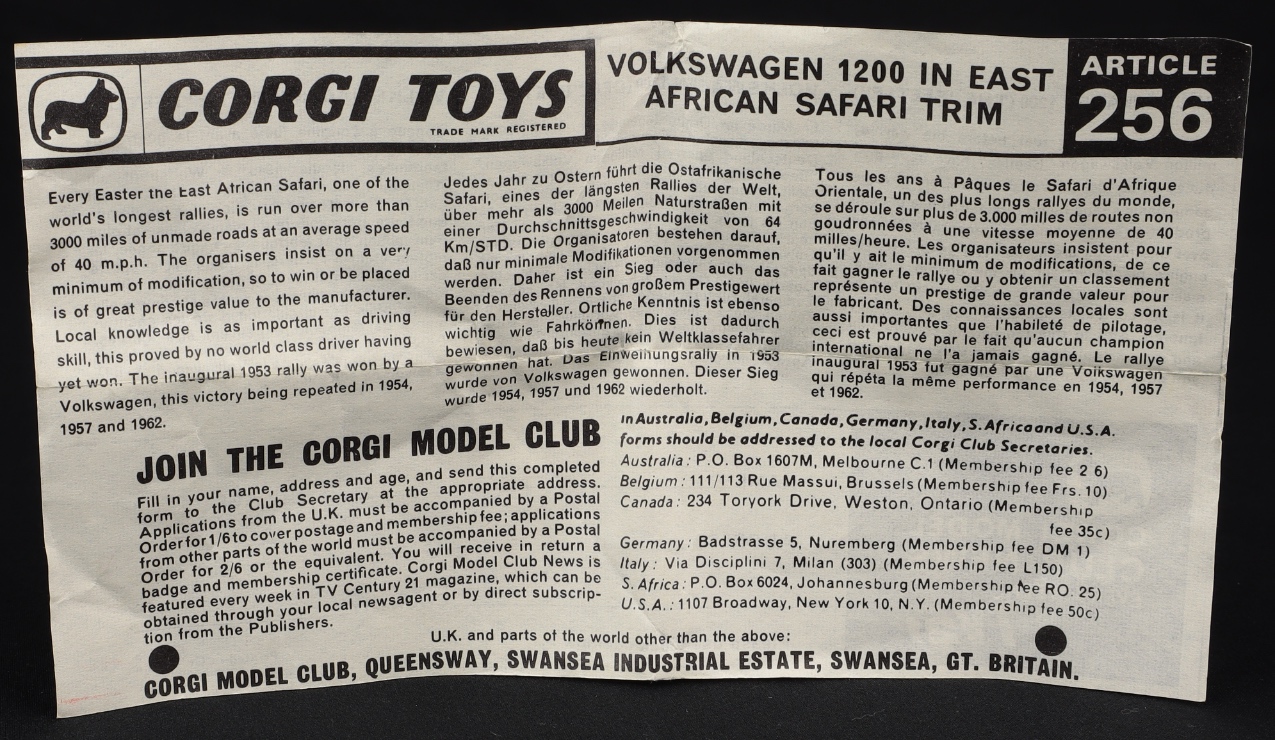 CORGI TOYS
TRADE MARK REGISTERED
VOLKSWAGEN 1200 IN EAST
AFRICAN SAFARI TRIM
ARTICLE
256
Every Easter the East African Safari, one of the
world's longest rallies, is run over more than
3000 miles of unmade roads at an average speed
of 40 m.p.h. The organisers insist on a very
minimum of modification, so to win or be placed
is of great prestige value to the manufacturer.
Local knowledge is as important as driving
skill, this proved by no world class driver having
yet won. The inaugural 1953 rally was won by a
Volkswagen, this victory being repeated in 1954,
1957 and 1962.
Jedes Jahr zu Ostern führt die Ostafrikanische
Safari, eines der längsten Rallies der Welt,
über mehr als 3000 Meilen Naturstraßen mit
einer Durchschnittsgeschwindigkeit von 64
Km/STD. Die Organisatoren bestehen darauf,
daß nur minimale Modifikationen vorgenommen
werden. Daher ist ein Sieg oder auch das
Beenden des Rennens von großem Prestigewert
für den Hersteller. Ortliche Kenntnis ist ebenso
wichtig wie Fahrkönnen. Dies ist dadurch
bewiesen, daß bis heute kein Weltklassefahrer
gewonnen hat. Das Einweihungsrally in 1953
wurde von Volkswagen gewonnen. Dieser Sieg
wurde 1954, 1957 und 1962 wiederholt.
Tous les ans à Pâques le Safari d'Afrique
Orientale, un des plus longs rallyes du monde,
se déroule sur plus de 3.000 milles de routes non
goudronnées à une vitesse moyenne de 40
milles/heure. Les organisateurs insistent pour
qu'il y ait le minimum de modifications, de ce
fait gagner le rallye ou y obtenir un classement
représente un prestige de grande valeur pour
le fabricant. Des connaissances locales sont
aussi importantes que l'habileté de pilotage,
ceci est prouvé par le fait qu'aucun champion
international ne l'a jamais gagné. Le rallye
inaugural 1953 fut gagné par une Volkswagen
qui répéta la même performance en 1954, 1957
et 1962.
JOIN THE CORGI MODEL CLUB
Fill in your name, address and age, and send this completed
form to the Club Secretary at the appropriate address.
Applications from the U.K. must be accompanied by a Postal
Order for 1/6 to cover postage and membership fee; applications
from other parts of the world must be accompanied by a Postal
Order for 2/6 or the equivalent. You will receive in return a
badge and membership certificate. Corgi Model Club News is
featured every week in TV Century 21 magazine, which can be
obtained through your local newsagent or by direct subscrip-
tion from the Publishers.
In Australia, Belgium, Canada, Germany, Italy, S. Africa and U.S.A.
forms should be addressed to the local Corgi Club Secretaries.
Australia: P.O. Box 1607M, Melbourne C.1 (Membership fee 2 6)
Belgium: 111/113 Rue Massui, Brussels (Membership fee Frs. 10)
Canada: 234 Toryork Drive, Weston, Ontario (Membership
fee 35c)
Germany: Badstrasse 5, Nuremberg (Membership fee DM 1)
Italy: Via Disciplini 7, Milan (303) (Membership fee L150)
S. Africa: P.O. Box 6024, Johannesburg (Membership fee RO. 25)
U.S.A.: 1107 Broadway, New York 10, N.Y. (Membership fee 50c)
U.K. and parts of the world other than the above:
CORGI MODEL CLUB, QUEENSWAY, SWANSEA INDUSTRIAL ESTATE, SWANSEA, GT. BRITAIN.